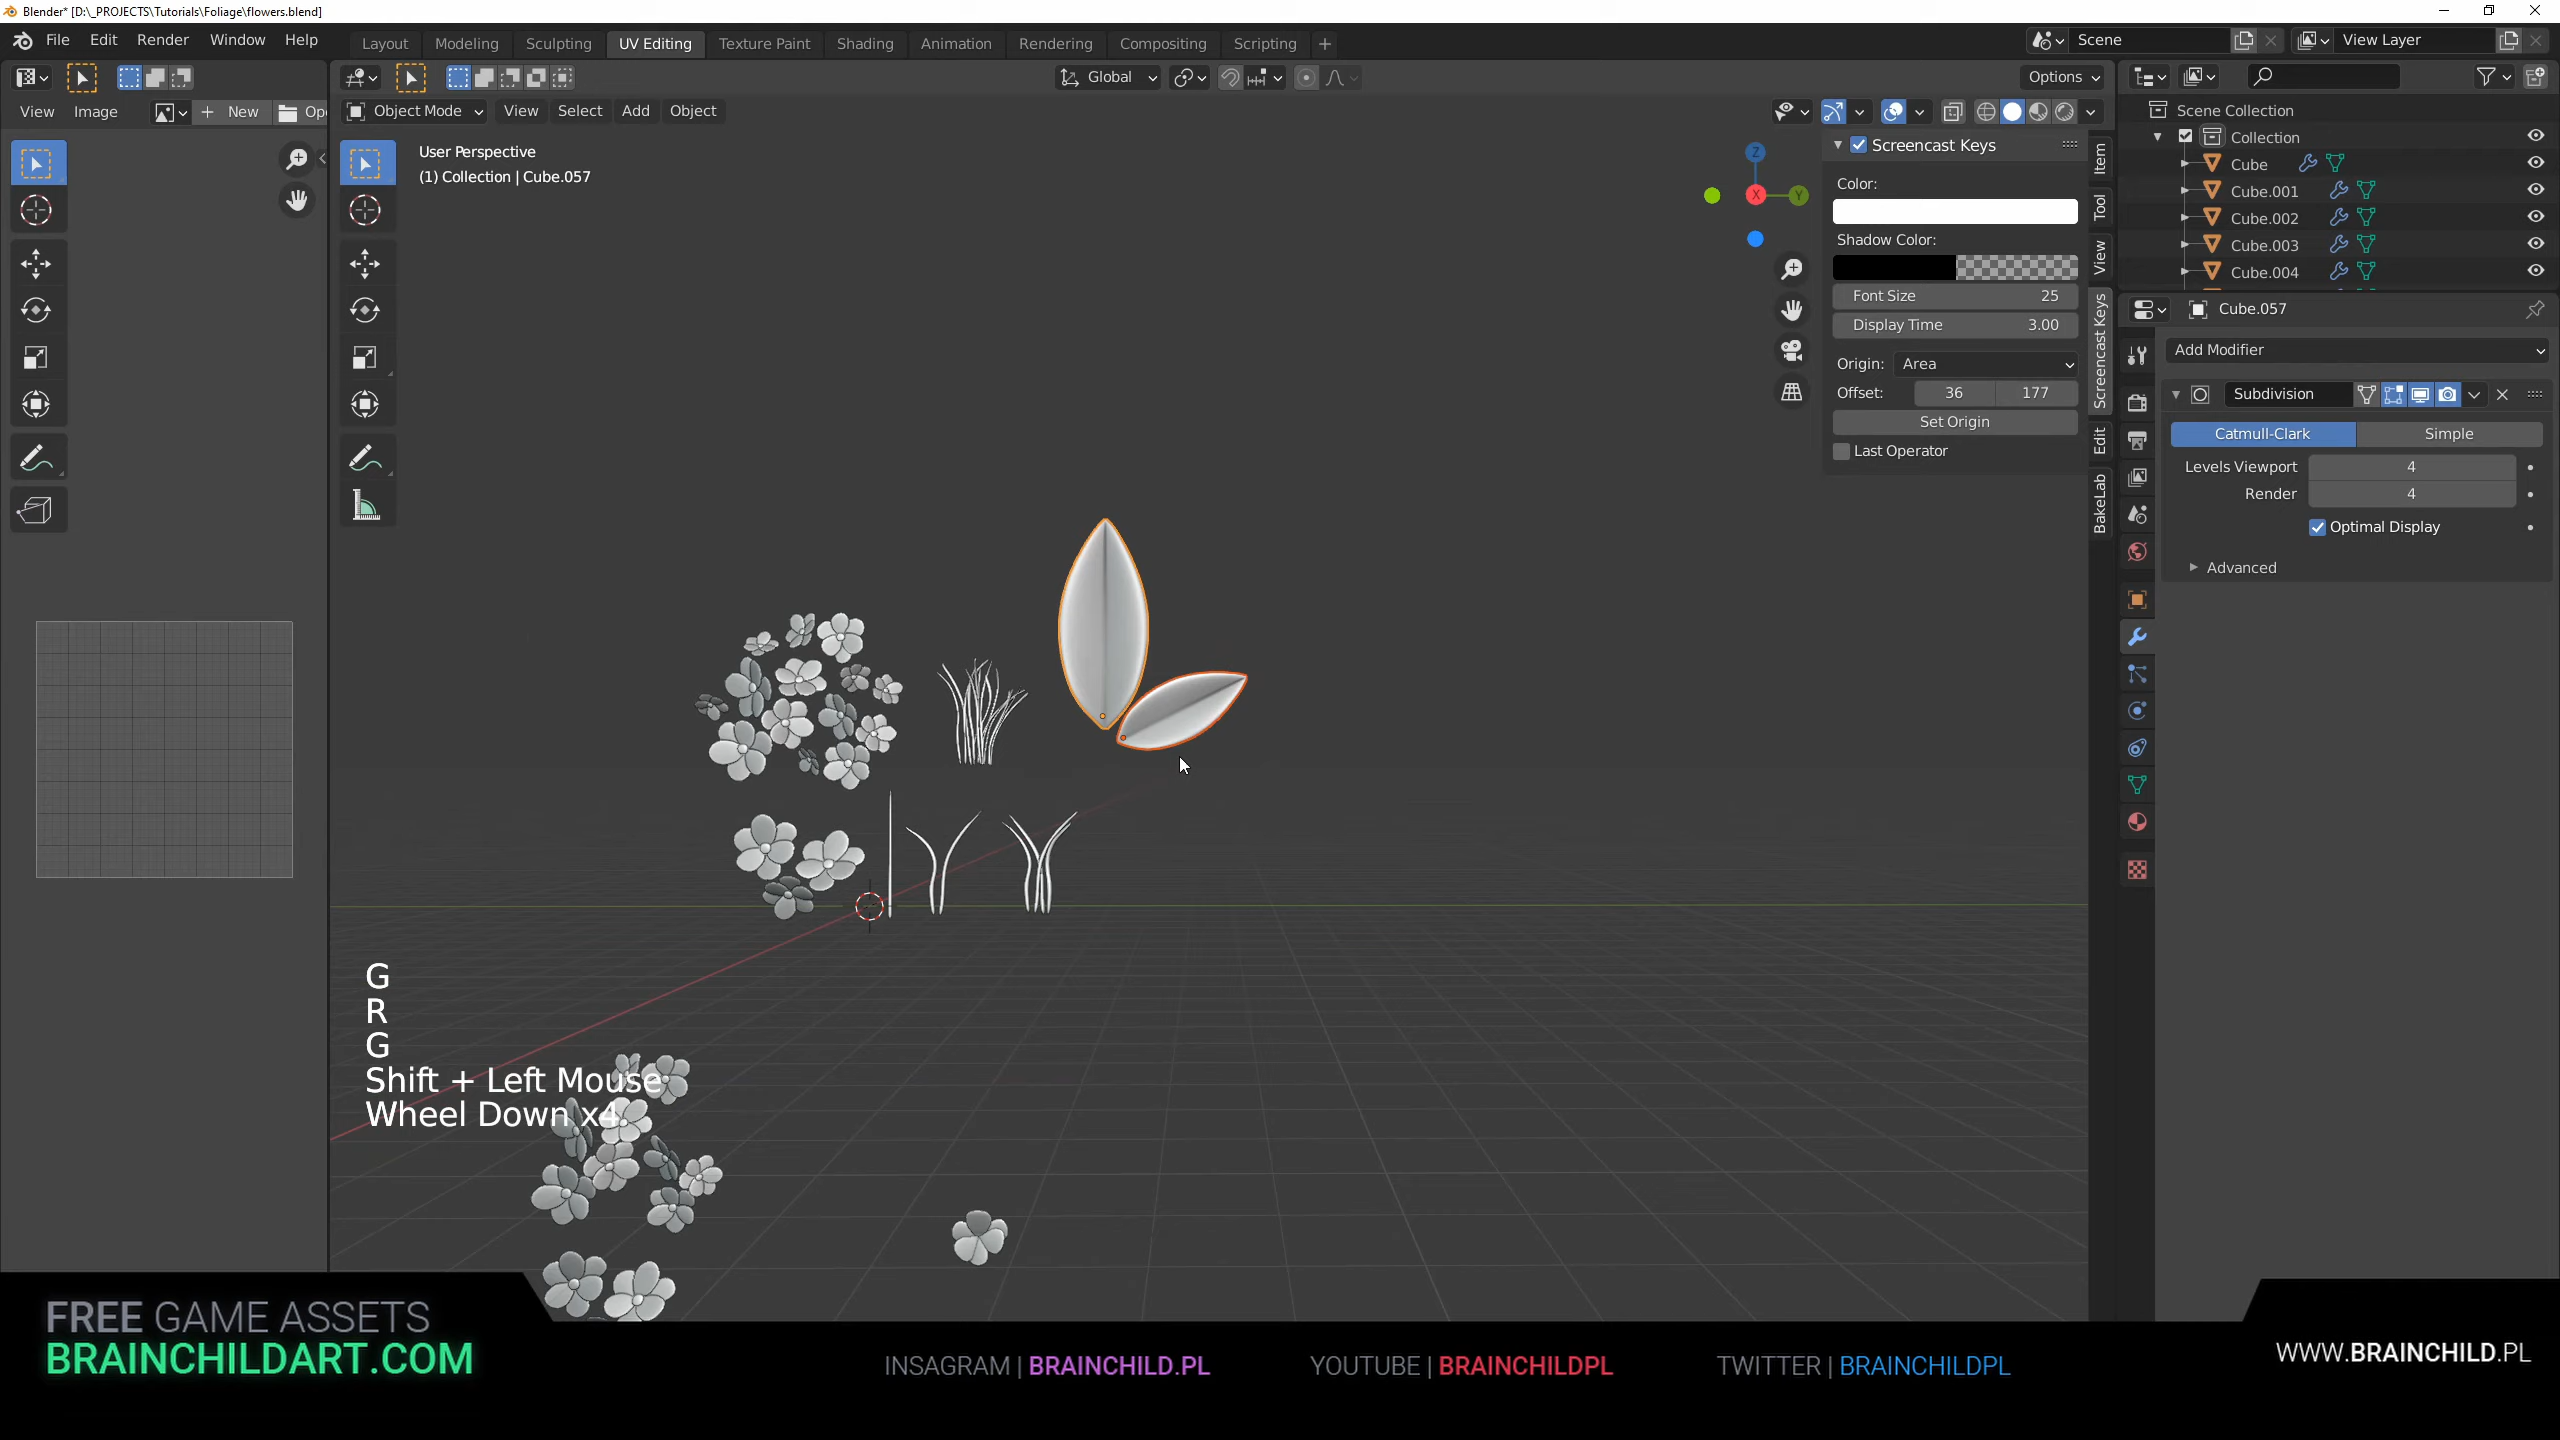 Blender* [D:\_PROJECTS\Tutorials\Foliage\flowers.blend]
File Edit Render Window Help
Layout Modeling Sculpting UV Editing Texture Paint Shading Animation Rendering Compositing Scripting +
Scene
View Layer
Global
Options
View Image
New
Op
Object Mode
View Select Add Object
User Perspective
(1) Collection | Cube.057
Z
X
Y
Screencast Keys
Color:
Shadow Color:
Font Size 25
Display Time 3.00
Origin: Area
Offset: 36 177
Set Origin
Last Operator
Item
Tool
View
Screencast Keys
Edit
BakeLab
Scene Collection
Collection
Cube
Cube.001
Cube.002
Cube.003
Cube.004
Cube.057
Add Modifier
Subdivision
Catmull-Clark Simple
Levels Viewport 4
Render 4
Optimal Display
Advanced
G
R
G
Shift + Left Mouse
Wheel Down x4
FREE GAME ASSETS
BRAINCHILDART.COM
INSAGRAM | BRAINCHILD.PL
YOUTUBE | BRAINCHILDPL
TWITTER | BRAINCHILDPL
WWW.BRAINCHILD.PL